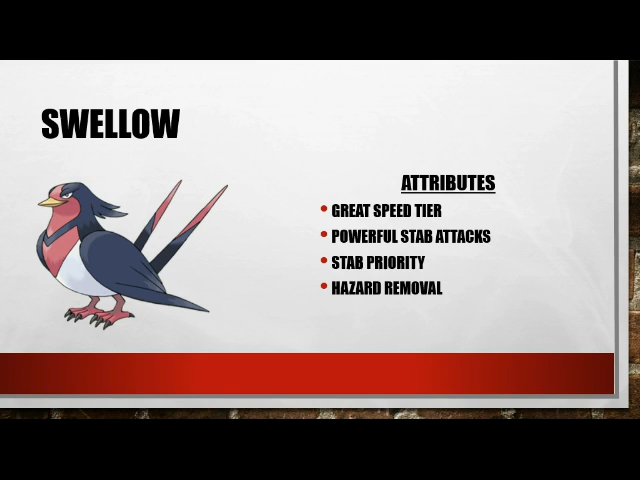 SWELLOW
ATTRIBUTES
• GREAT SPEED TIER
• POWERFUL STAB ATTACKS
• STAB PRIORITY
• HAZARD REMOVAL